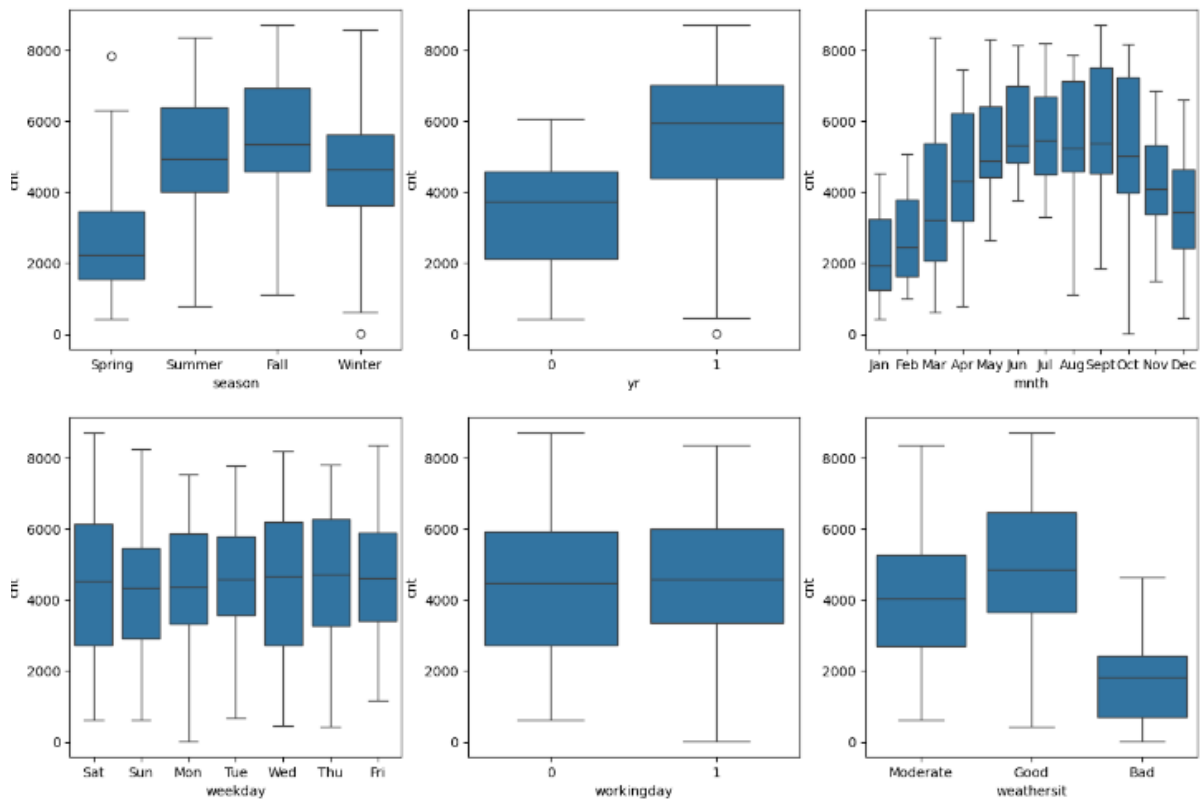 8000
6000
4000
2000
0
cnt
Spring Summer Fall Winter
season
8000
6000
4000
2000
0
cnt
0 1
yr
8000
6000
4000
2000
0
cnt
Jan Feb Mar Apr May Jun Jul Aug Sept Oct Nov Dec
mnth
8000
6000
4000
2000
0
cnt
Sat Sun Mon Tue Wed Thu Fri
weekday
8000
6000
4000
2000
0
cnt
0 1
workingday
8000
6000
4000
2000
0
cnt
Moderate Good Bad
weathersit